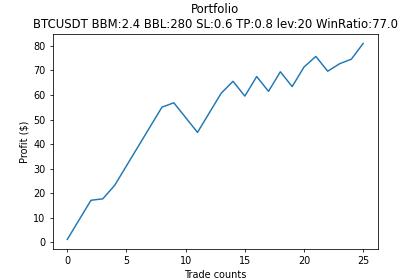 Portfolio
BTCUSDT BBM:2.4 BBL:280 SL:0.6 TP:0.8 lev:20 WinRatio:77.0
80
70
60
50
40
30
20
10
0
Profit ($)
0 5 10 15 20 25
Trade counts